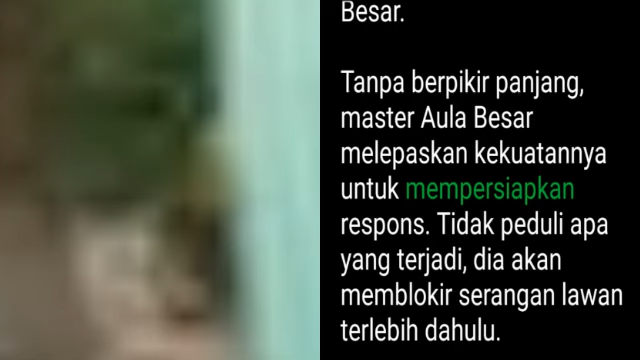 Besar.
Tanpa berpikir panjang,
master Aula Besar
melepaskan kekuatannya
untuk mempersiapkan
respons. Tidak peduli apa
yang terjadi, dia akan
memblokir serangan lawan
terlebih dahulu.